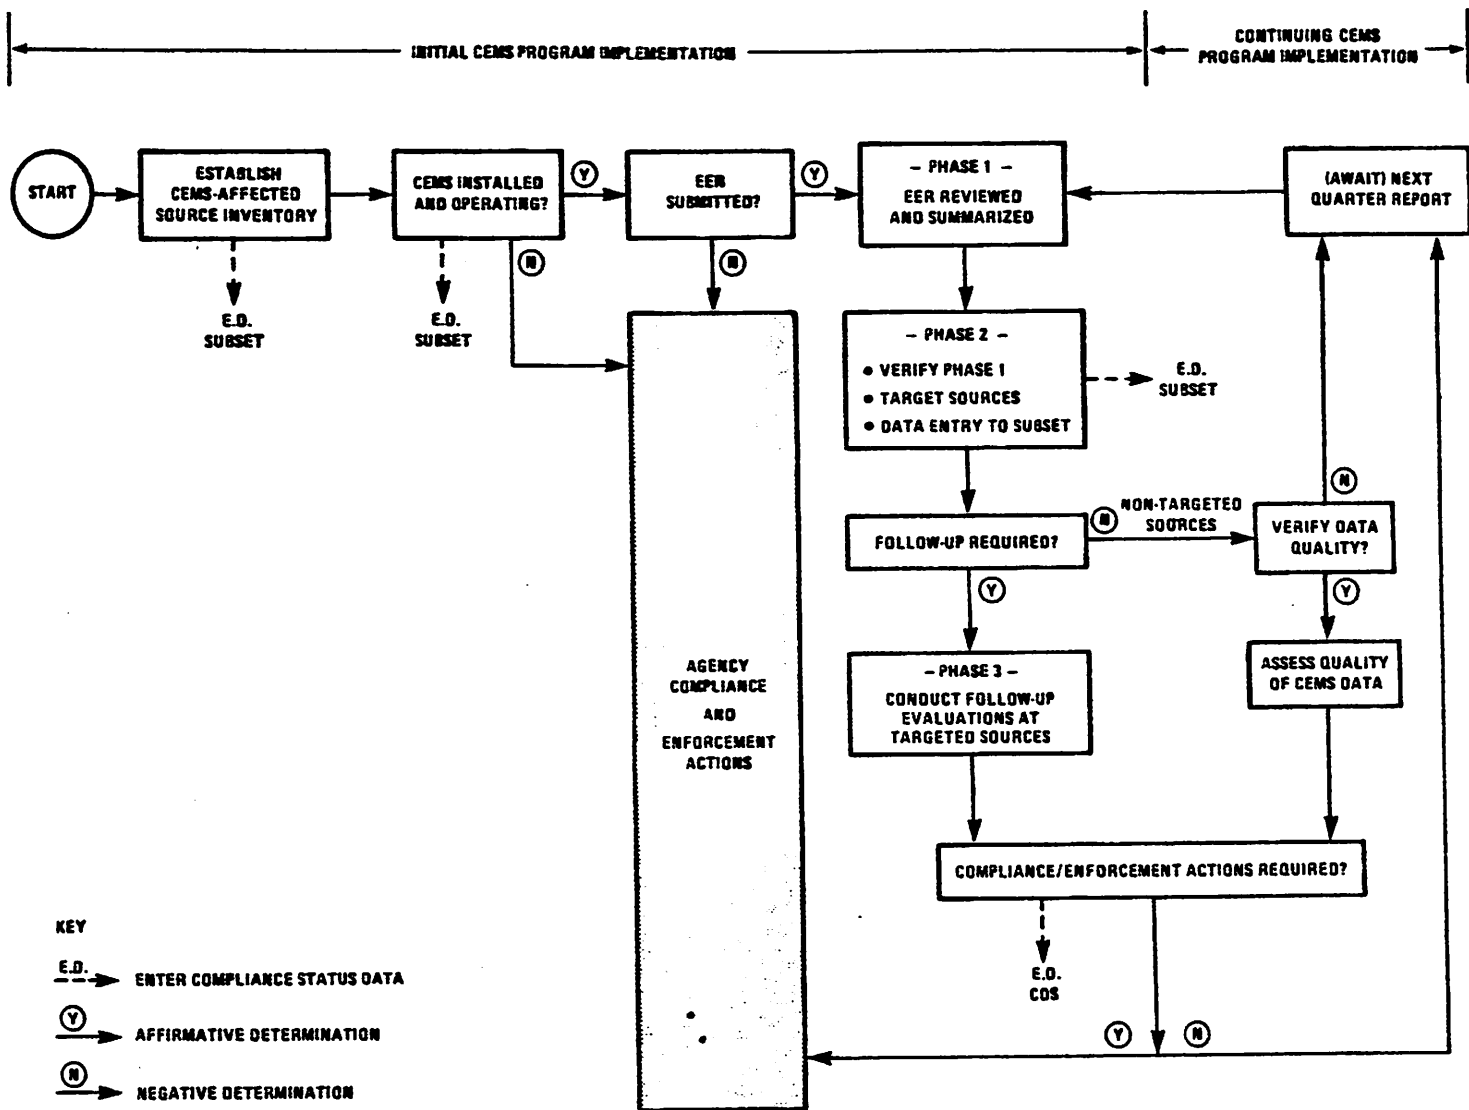 INITIAL CEMS PROGRAM IMPLEMENTATION
CONTINUING CEMS
PROGRAM IMPLEMENTATION
START
ESTABLISH
CEMS-AFFECTED
SOURCE INVENTORY
E.D.
SUBSET
CEMS INSTALLED
AND OPERATING?
Y
N
E.D.
SUBSET
EER
SUBMITTED?
Y
N
– PHASE 1 –
EER REVIEWED
AND SUMMARIZED
(AWAIT) NEXT
QUARTER REPORT
– PHASE 2 –
• VERIFY PHASE 1
• TARGET SOURCES
• DATA ENTRY TO SUBSET
E.D.
SUBSET
FOLLOW-UP REQUIRED?
N
NON-TARGETED
SOURCES
Y
VERIFY DATA
QUALITY?
N
Y
– PHASE 3 –
CONDUCT FOLLOW-UP
EVALUATIONS AT
TARGETED SOURCES
ASSESS QUALITY
OF CEMS DATA
AGENCY
COMPLIANCE
AND
ENFORCEMENT
ACTIONS
COMPLIANCE/ENFORCEMENT ACTIONS REQUIRED?
E.D.
CDS
Y
N
KEY
E.D.
ENTER COMPLIANCE STATUS DATA
Y
AFFIRMATIVE DETERMINATION
N
NEGATIVE DETERMINATION